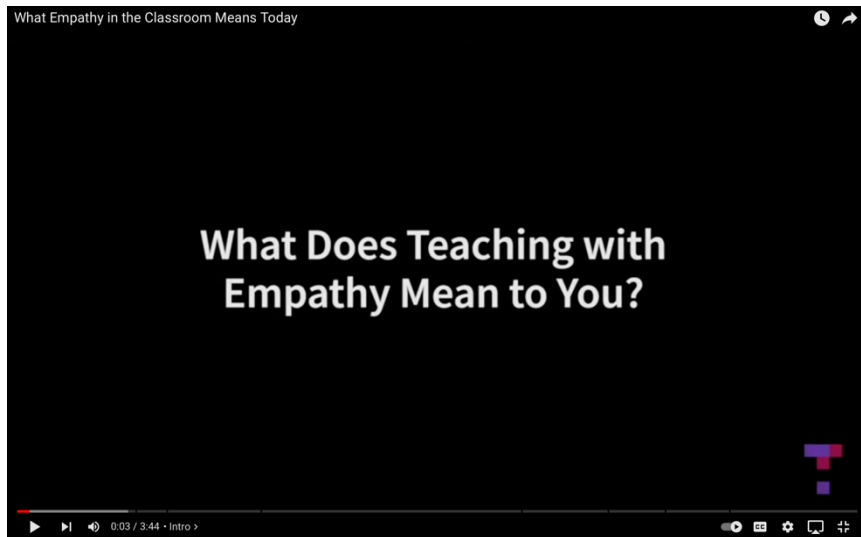 What Empathy in the Classroom Means Today
What Does Teaching with
Empathy Mean to You?
0:03 / 3:44 • Intro >
CC